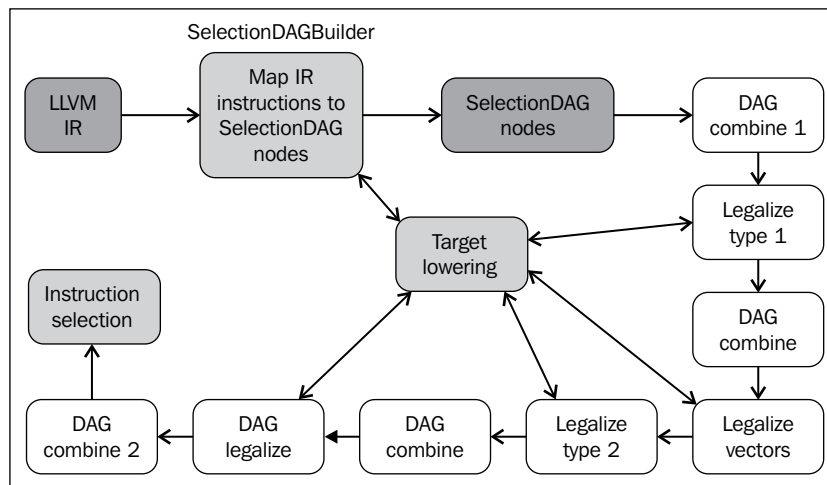 SelectionDAGBuilder
LLVM
IR
Map IR
instructions to
SelectionDAG
nodes
SelectionDAG
nodes
DAG
combine 1
Legalize
type 1
Target
lowering
Instruction
selection
DAG
combine
DAG
combine 2
DAG
legalize
DAG
combine
Legalize
type 2
Legalize
vectors